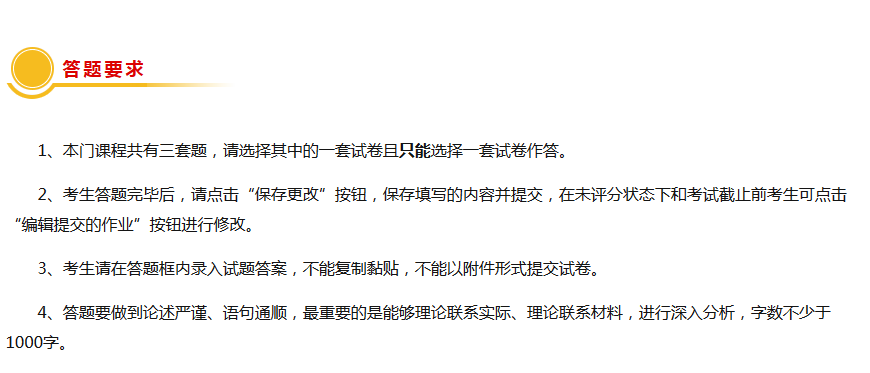 答题要求
1、本门课程共有三套题，请选择其中的一套试卷且只能选择一套试卷作答。
2、考生答题完毕后，请点击“保存更改”按钮，保存填写的内容并提交，在未评分状态下和考试截止前考生可点击
“编辑提交的作业”按钮进行修改。
3、考生请在答题框内录入试题答案，不能复制黏贴，不能以附件形式提交试卷。
4、答题要做到论述严谨、语句通顺，最重要的是能够理论联系实际、理论联系材料，进行深入分析，字数不少于
1000字。